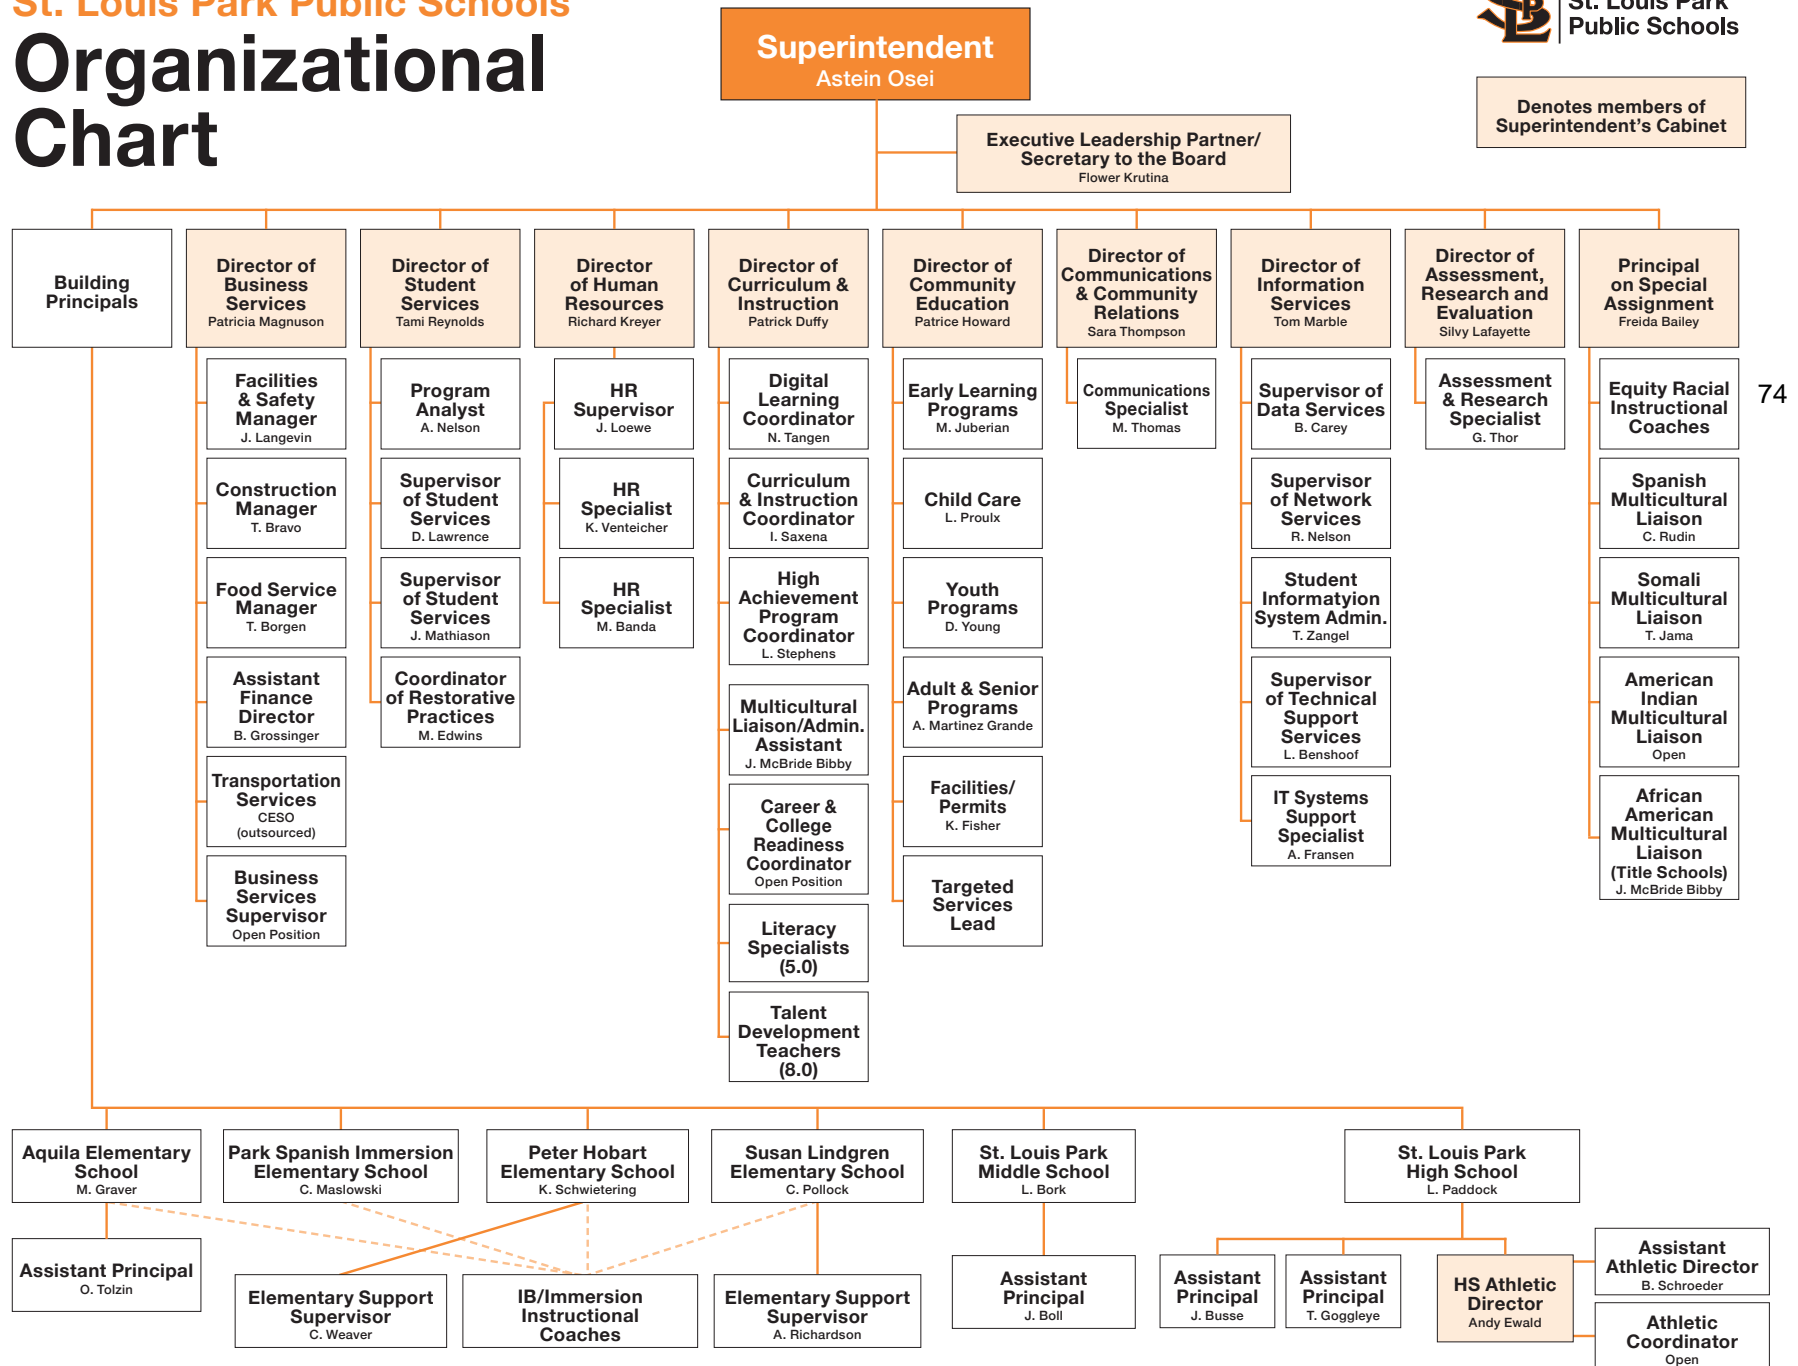 St. Louis Park Public Schools
Organizational
Chart
Superintendent
Astein Osei
SLP
St. Louis Park
Public Schools
Denotes members of
Superintendent's Cabinet
Executive Leadership Partner/
Secretary to the Board
Flower Krutina
Building
Principals
Director of
Business
Services
Patricia Magnuson
Director of
Student
Services
Tami Reynolds
Director
of Human
Resources
Richard Kreyer
Director of
Curriculum &
Instruction
Patrick Duffy
Director of
Community
Education
Patrice Howard
Director of
Communications
& Community
Relations
Sara Thompson
Director of
Information
Services
Tom Marble
Director of
Assessment,
Research and
Evaluation
Silvy Lafayette
Principal
on Special
Assignment
Freida Bailey
Facilities
& Safety
Manager
J. Langevin
Construction
Manager
T. Bravo
Food Service
Manager
T. Borgen
Assistant
Finance
Director
B. Grossinger
Transportation
Services
CESO
(outsourced)
Business
Services
Supervisor
Open Position
Program
Analyst
A. Nelson
Supervisor
of Student
Services
D. Lawrence
Supervisor
of Student
Services
J. Mathiason
Coordinator
of Restorative
Practices
M. Edwins
HR
Supervisor
J. Loewe
HR
Specialist
K. Venteicher
HR
Specialist
M. Banda
Digital
Learning
Coordinator
N. Tangen
Curriculum
& Instruction
Coordinator
I. Saxena
High
Achievement
Program
Coordinator
L. Stephens
Multicultural
Liaison/Admin.
Assistant
J. McBride Bibby
Career &
College
Readiness
Coordinator
Open Position
Literacy
Specialists
(5.0)
Talent
Development
Teachers
(8.0)
Early Learning
Programs
M. Juberian
Child Care
L. Proulx
Youth
Programs
D. Young
Adult & Senior
Programs
A. Martinez Grande
Facilities/
Permits
K. Fisher
Targeted
Services
Lead
Communications
Specialist
M. Thomas
Supervisor of
Data Services
B. Carey
Supervisor
of Network
Services
R. Nelson
Student
Informatyion
System Admin.
T. Zangel
Supervisor
of Technical
Support
Services
L. Benshoof
IT Systems
Support
Specialist
A. Fransen
Assessment
& Research
Specialist
G. Thor
Equity Racial
Instructional
Coaches
Spanish
Multicultural
Liaison
C. Rudin
Somali
Multicultural
Liaison
T. Jama
American
Indian
Multicultural
Liaison
Open
African
American
Multicultural
Liaison
(Title Schools)
J. McBride Bibby
74
Aquila Elementary
School
M. Graver
Park Spanish Immersion
Elementary School
C. Maslowski
Peter Hobart
Elementary School
K. Schwietering
Susan Lindgren
Elementary School
C. Pollock
St. Louis Park
Middle School
L. Bork
St. Louis Park
High School
L. Paddock
Assistant Principal
O. Tolzin
Elementary Support
Supervisor
C. Weaver
IB/Immersion
Instructional
Coaches
Elementary Support
Supervisor
A. Richardson
Assistant
Principal
J. Boll
Assistant
Principal
J. Busse
Assistant
Principal
T. Goggleye
HS Athletic
Director
Andy Ewald
Assistant
Athletic Director
B. Schroeder
Athletic
Coordinator
Open